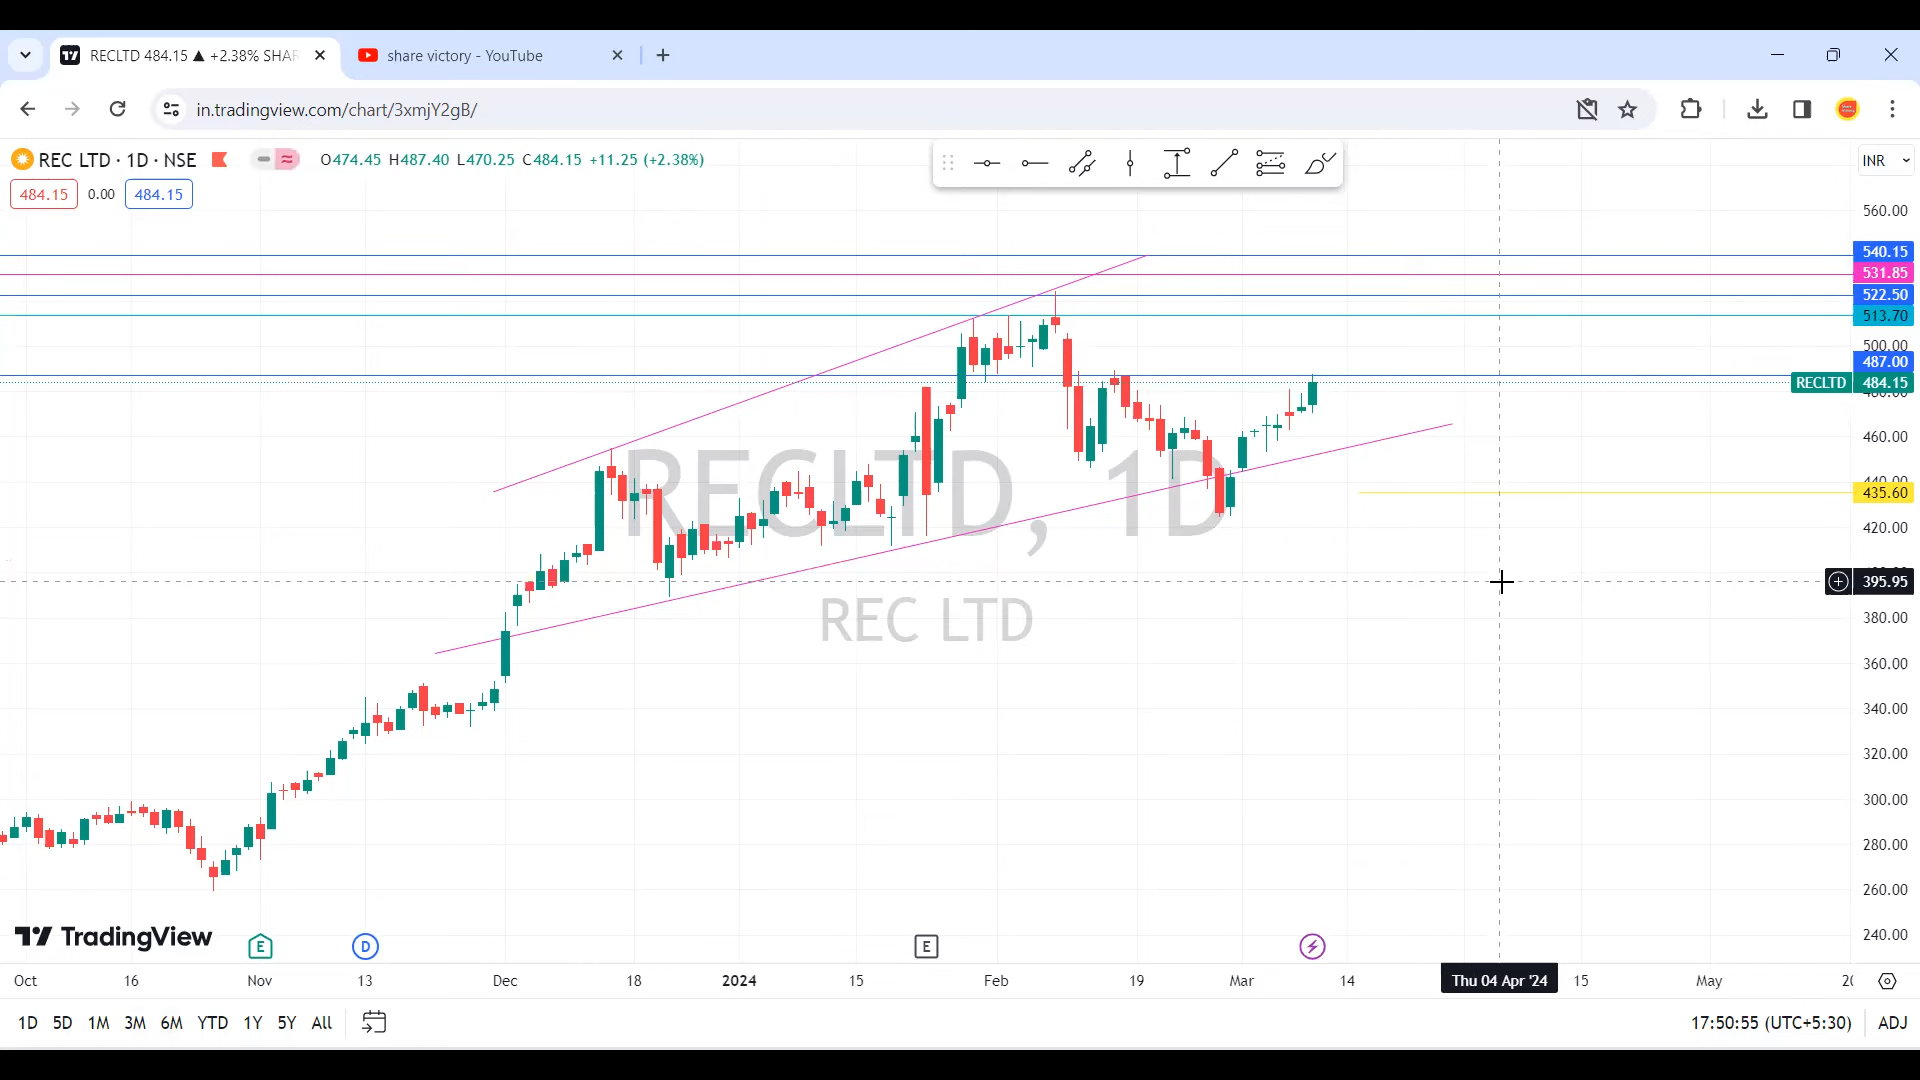 RECLTD 484.15 ▲ +2.38% SHAR
share victory - YouTube
in.tradingview.com/chart/3xmjY2gB/
REC LTD · 1D · NSE
O474.45 H487.40 L470.25 C484.15 +11.25 (+2.38%)
INR
484.15 0.00 484.15
560.00
540.15
531.85
522.50
513.70
500.00
487.00
RECLTD 484.15
480.00
460.00
440.00
435.60
420.00
395.95
380.00
360.00
340.00
320.00
300.00
280.00
260.00
240.00
RECLTD, 1D
REC LTD
TradingView
E D E
Oct 16 Nov 13 Dec 18 2024 15 Feb 19 Mar 14 Thu 04 Apr '24 15 May
1D 5D 1M 3M 6M YTD 1Y 5Y All
17:50:55 (UTC+5:30) ADJ